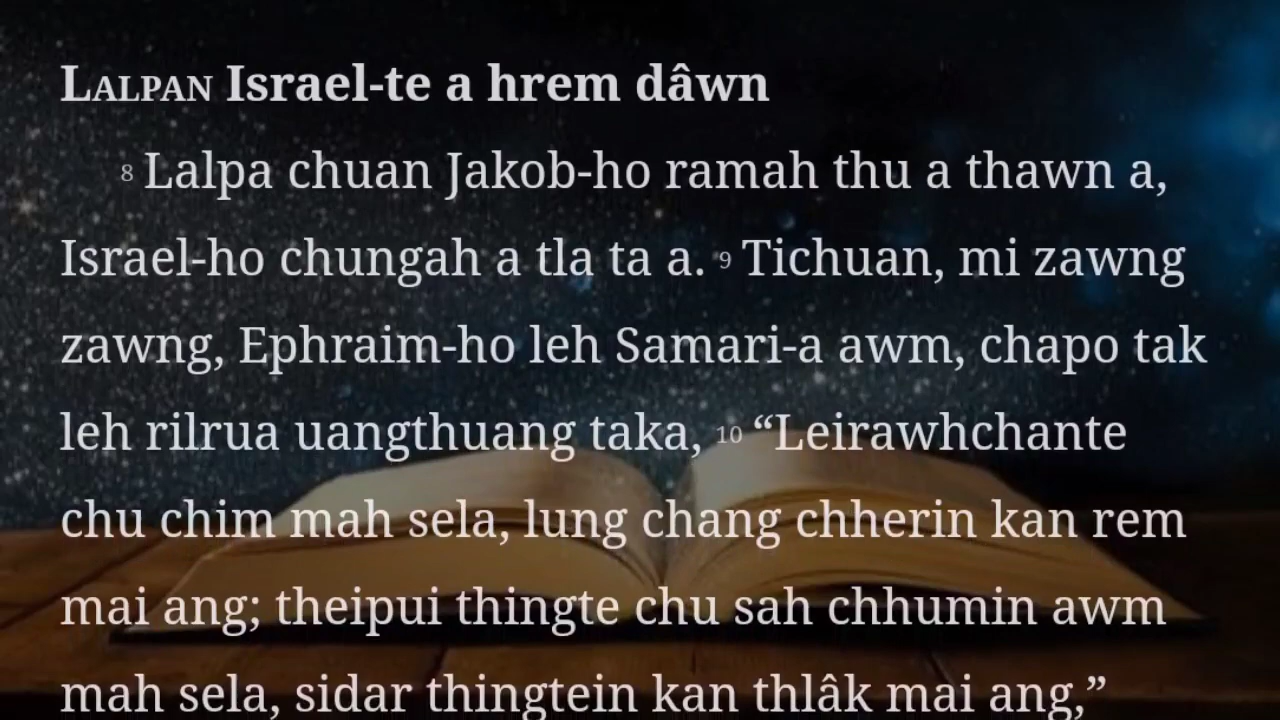 LALPAN Israel-te a hrem dâwn
8 Lalpa chuan Jakob-ho ramah thu a thawn a,
Israel-ho chungah a tla ta a. 9 Tichuan, mi zawng
zawng, Ephraim-ho leh Samari-a awm, chapo tak
leh rilrua uangthuang taka, 10 “Leirawhchante
chu chim mah sela, lung chang chherin kan rem
mai ang; theipui thingte chu sah chhumin awm
mah sela, sidar thingtein kan thlâk mai ang,”